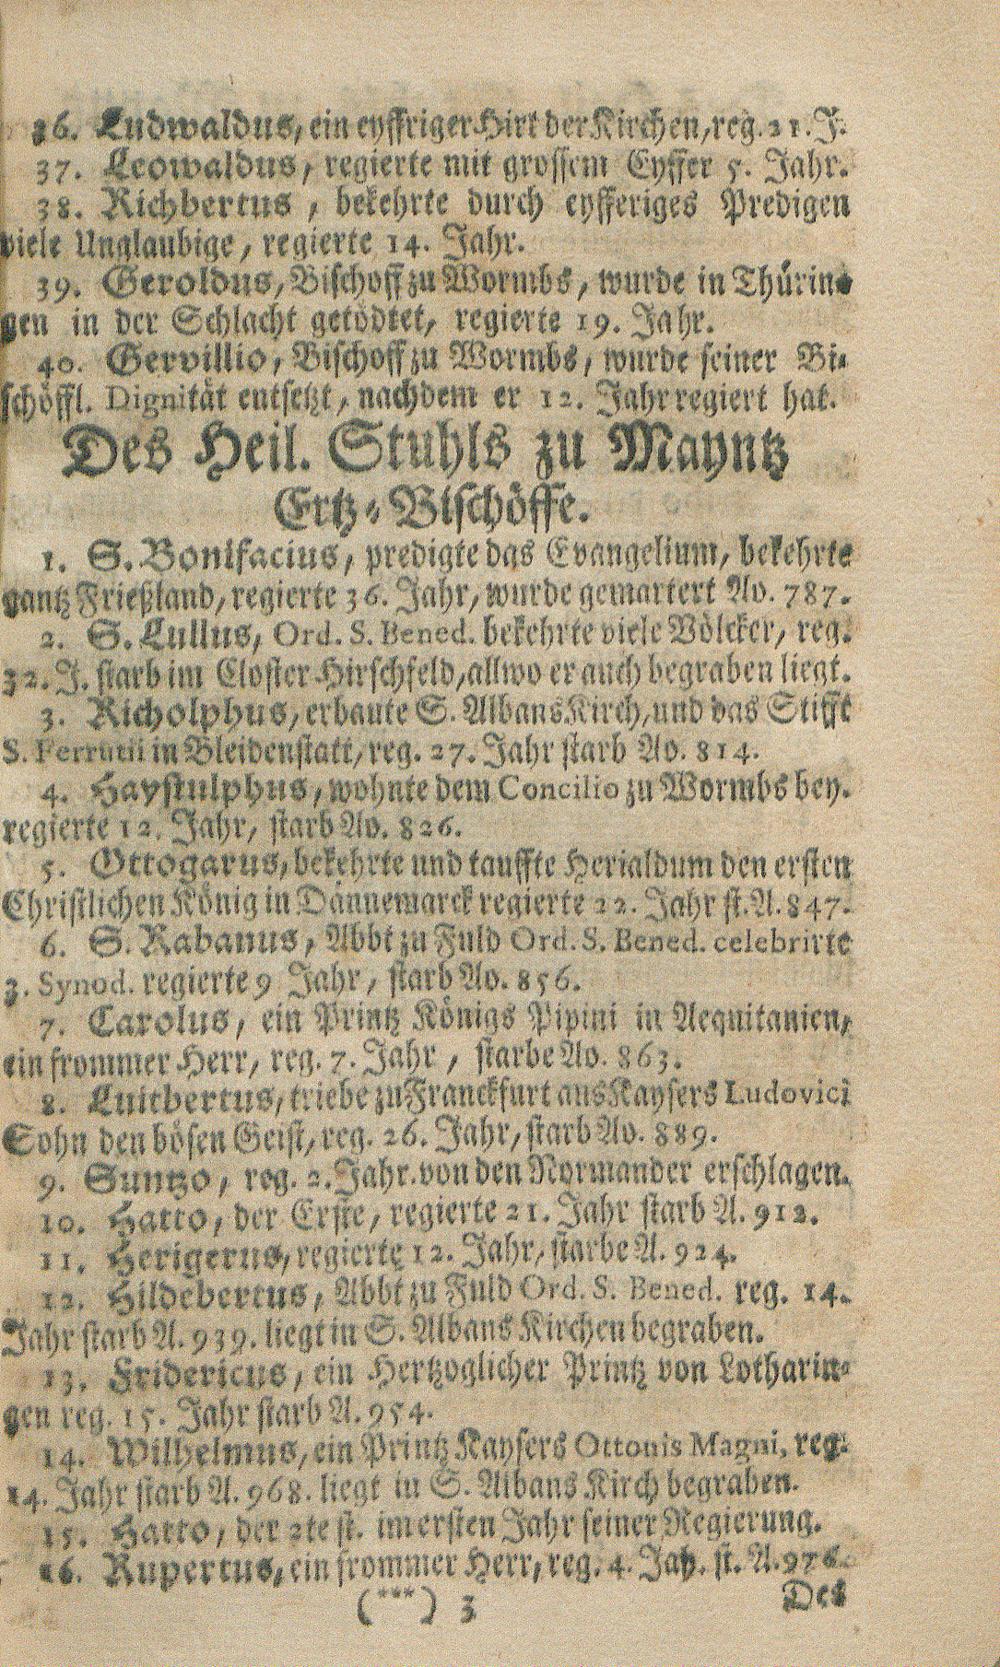 36. Ludwaldus, ein eyffriger Hirt der Kirchen, reg. 21. J.
37. Leowaldus, regierte mit grossem Eyffer 5. Jahr.
38. Richbertus, bekehrte durch eyfferiges Predigen
viele Unglaubige, regierte 14. Jahr.
39. Geroldus, Bischoff zu Wormbs, wurde in Thürin-
gen in der Schlacht getödtet, regierte 19. Jahr.
40. Gervillio, Bischoff zu Wormbs, wurde seiner Bi-
schöffl. Dignität entsetzt, nachdem er 12. Jahr regiert hat.
Des Heil. Stuhls zu Mayntz
Ertz-Bischöffe.
1. S. Bonifacius, predigte das Evangelium, bekehrte
gantz Frießland, regierte 36. Jahr, wurde gemartert Ao. 787.
2. S. Lullus, Ord. S. Bened. bekehrte viele Völcker, reg.
32. J. starb im Closter Hirschfeld, allwo er auch begraben liegt.
3. Richolphus, erbaute S. Albans Kirch, und das Stifft
S. Ferrutii in Bleidenstatt, reg. 27. Jahr starb Ao. 814.
4. Haystulphus, wohnte dem Concilio zu Wormbs bey.
regierte 12. Jahr, starb Ao. 826.
5. Ottogarus, bekehrte und tauffte Herialdum den ersten
Christlichen König in Dännemarck regierte 22. Jahr st. A. 847.
6. S. Rabanus, Abbt zu Fuld Ord. S. Bened. celebrirte
3. Synod. regierte 9 Jahr, starb Ao. 856.
7. Carolus, ein Printz Königs Pipini in Aequitanien,
ein frommer Herr, reg. 7. Jahr, starbe Ao. 863.
8. Luitbertus, triebe zu Franckfurt aus Kaysers Ludovici
Sohn den bösen Geist, reg. 26. Jahr, starb Ao. 889.
9. Suntzo, reg. 2. Jahr. von den Normander erschlagen.
10. Hatto, der Erste, regierte 21. Jahr starb A. 912.
11. Herigerus, regierte 12. Jahr, starbe A. 924.
12. Hildebertus, Abbt zu Fuld Ord. S. Bened. reg. 14.
Jahr starb A. 939. liegt in S. Albans Kirchen begraben.
13. Fridericus, ein Hertzoglicher Printz von Lotharin-
gen reg. 15. Jahr starb A. 954.
14. Wilhelmus, ein Printz Kaysers Ottonis Magni, reg.
14. Jahr starb A. 968. liegt in S. Albans Kirch begraben.
15. Hatto, der 2te st. im ersten Jahr seiner Regierung.
16. Rupertus, ein frommer Herr, reg. 4. Jah. st. A. 976.
(***) 3
Des